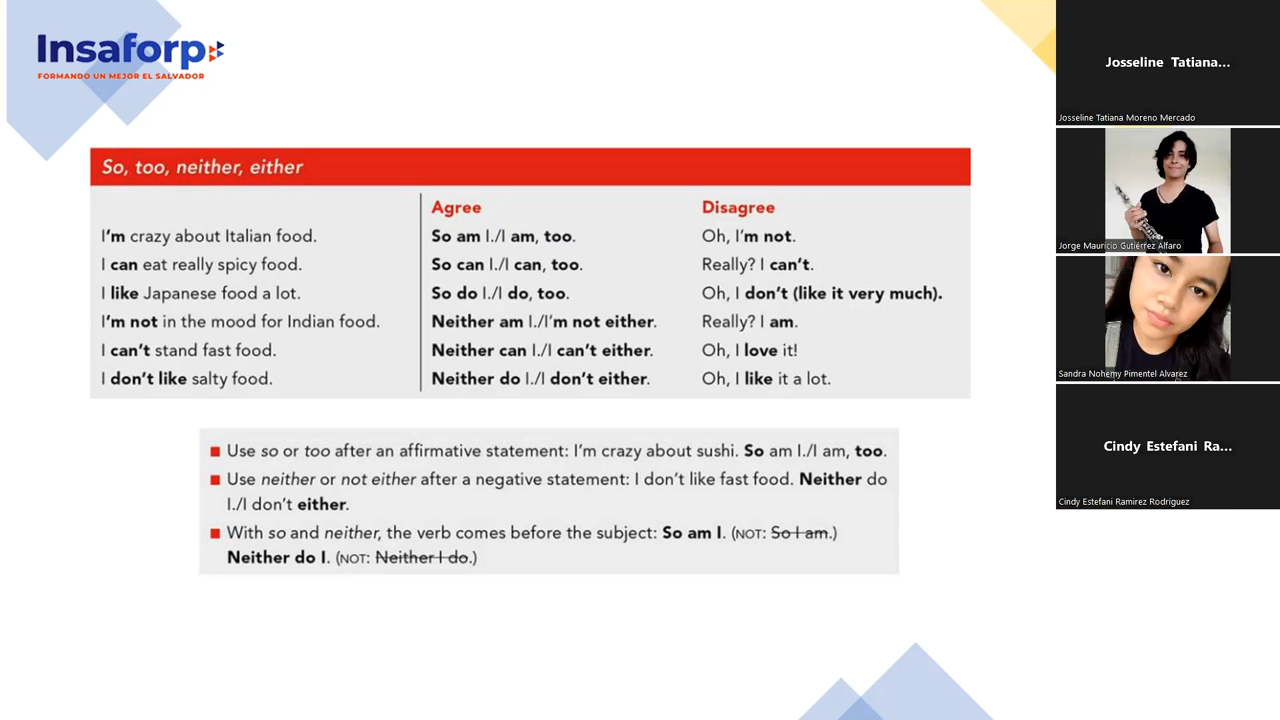 Insaforp
FORMANDO UN MEJOR EL SALVADOR
So, too, neither, either
Agree Disagree
I'm crazy about Italian food. So am I./I am, too. Oh, I'm not.
I can eat really spicy food. So can I./I can, too. Really? I can't.
I like Japanese food a lot. So do I./I do, too. Oh, I don't (like it very much).
I'm not in the mood for Indian food. Neither am I./I'm not either. Really? I am.
I can't stand fast food. Neither can I./I can't either. Oh, I love it!
I don't like salty food. Neither do I./I don't either. Oh, I like it a lot.
Use so or too after an affirmative statement: I'm crazy about sushi. So am I./I am, too.
Use neither or not either after a negative statement: I don't like fast food. Neither do
I./I don't either.
With so and neither, the verb comes before the subject: So am I. (NOT: So I am.)
Neither do I. (NOT: Neither I do.)
Josseline Tatiana...
Josseline Tatiana Moreno Mercado
Jorge Mauricio Gutiérrez Alfaro
Sandra Nohemy Pimentel Alvarez
Cindy Estefani Ra...
Cindy Estefani Ramirez Rodriguez